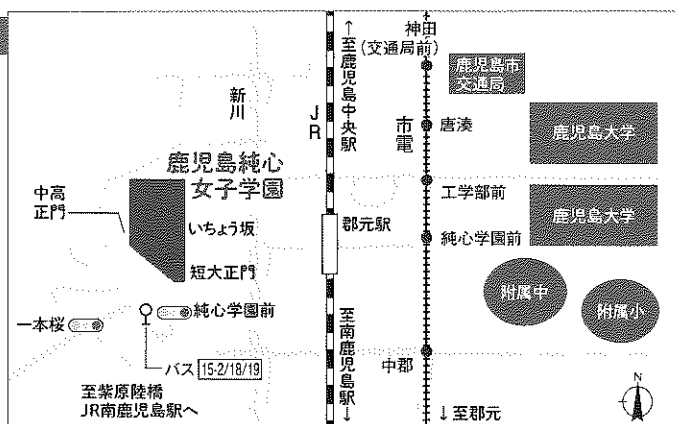 神田
(交通局前)
↑至鹿児島中央駅
鹿児島市
交通局
新川
JR
市電
唐湊
鹿児島大学
鹿児島純心
女子学園
中高
正門
いちょう坂
短大正門
工学部前
鹿児島大学
郡元駅
純心学園前
附属中
附属小
一本桜
純心学園前
バス 15-2/18/19
至南鹿児島駅↓
中郡
至紫原陸橋
JR南鹿児島駅へ
↓至郡元
N